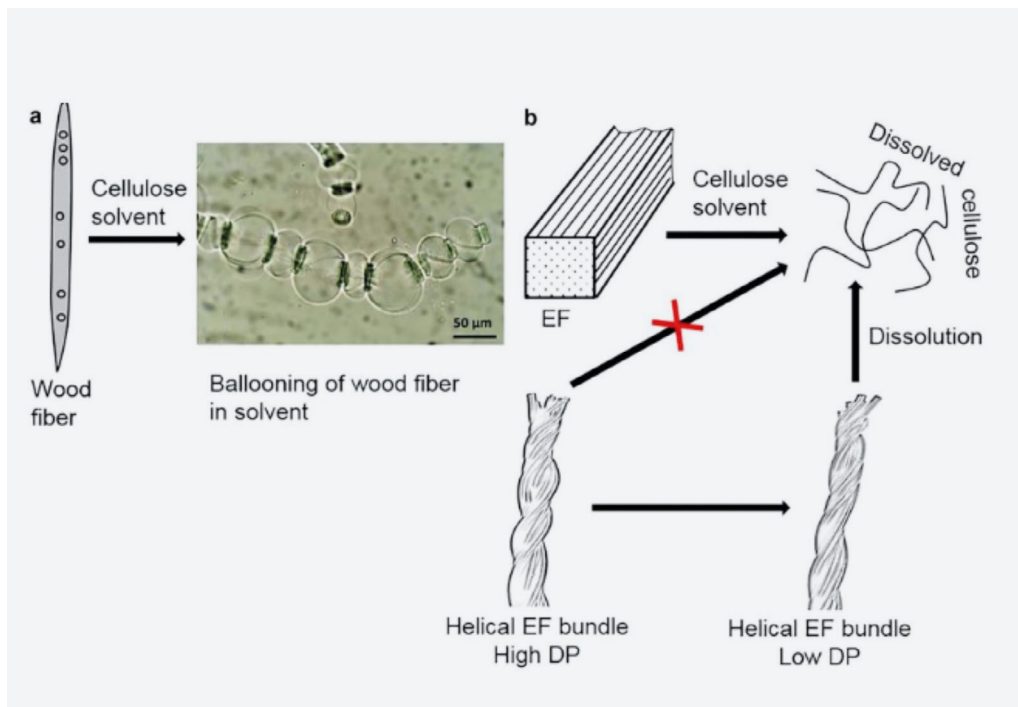 a
Wood
fiber
Cellulose
solvent
50 µm
Ballooning of wood fiber
in solvent
b
EF
Cellulose
solvent
Dissolved
cellulose
Dissolution
Helical EF bundle
High DP
Helical EF bundle
Low DP